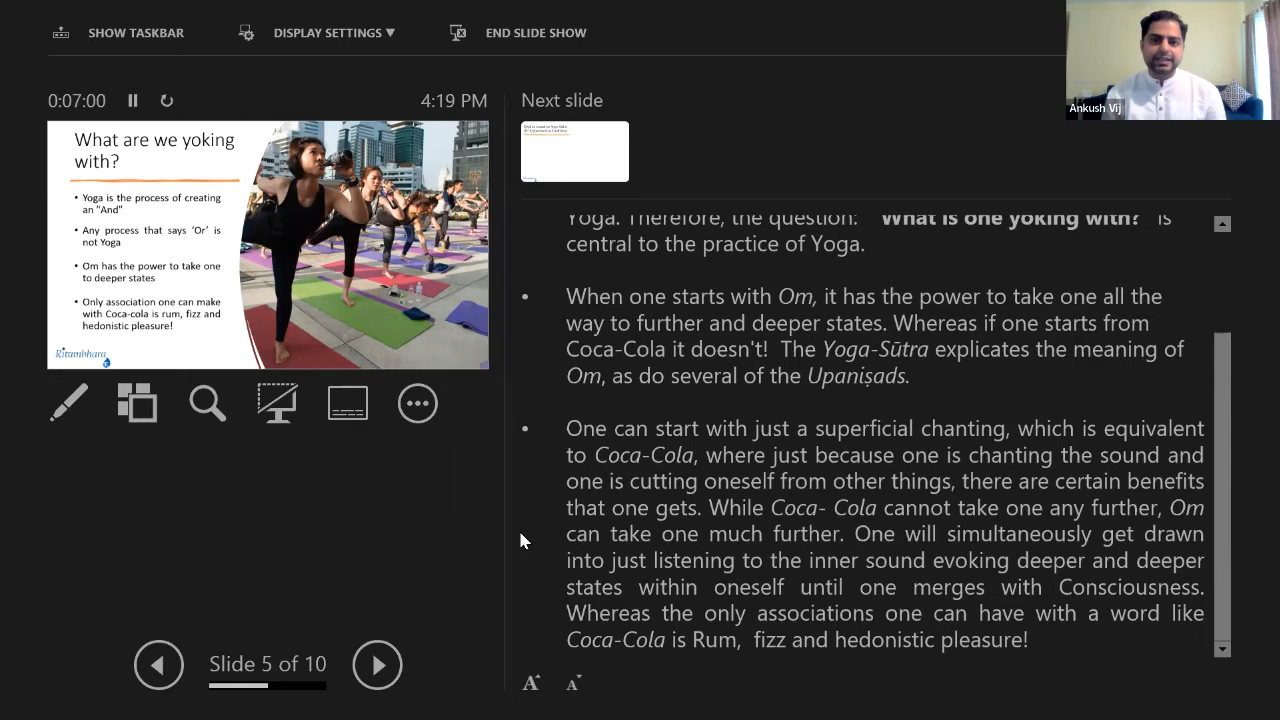 SHOW TASKBAR
DISPLAY SETTINGS ▼
END SLIDE SHOW
Ankush Vij
0:07:00
4:19 PM
What are we yoking
with?
• Yoga is the process of creating
an "And"
• Any process that says 'Or' is
not Yoga
• Om has the power to take one
to deeper states
• Only association one can make
with Coca-cola is rum, fizz and
hedonistic pleasure!
Ritambhara
Slide 5 of 10
Next slide
Yoga. Therefore, the question: What is one yoking with? is
central to the practice of Yoga.
• When one starts with Om, it has the power to take one all the
way to further and deeper states. Whereas if one starts from
Coca-Cola it doesn't! The Yoga-Sūtra explicates the meaning of
Om, as do several of the Upaniṣads.
• One can start with just a superficial chanting, which is equivalent
to Coca-Cola, where just because one is chanting the sound and
one is cutting oneself from other things, there are certain benefits
that one gets. While Coca- Cola cannot take one any further, Om
can take one much further. One will simultaneously get drawn
into just listening to the inner sound evoking deeper and deeper
states within oneself until one merges with Consciousness.
Whereas the only associations one can have with a word like
Coca-Cola is Rum, fizz and hedonistic pleasure!
A A